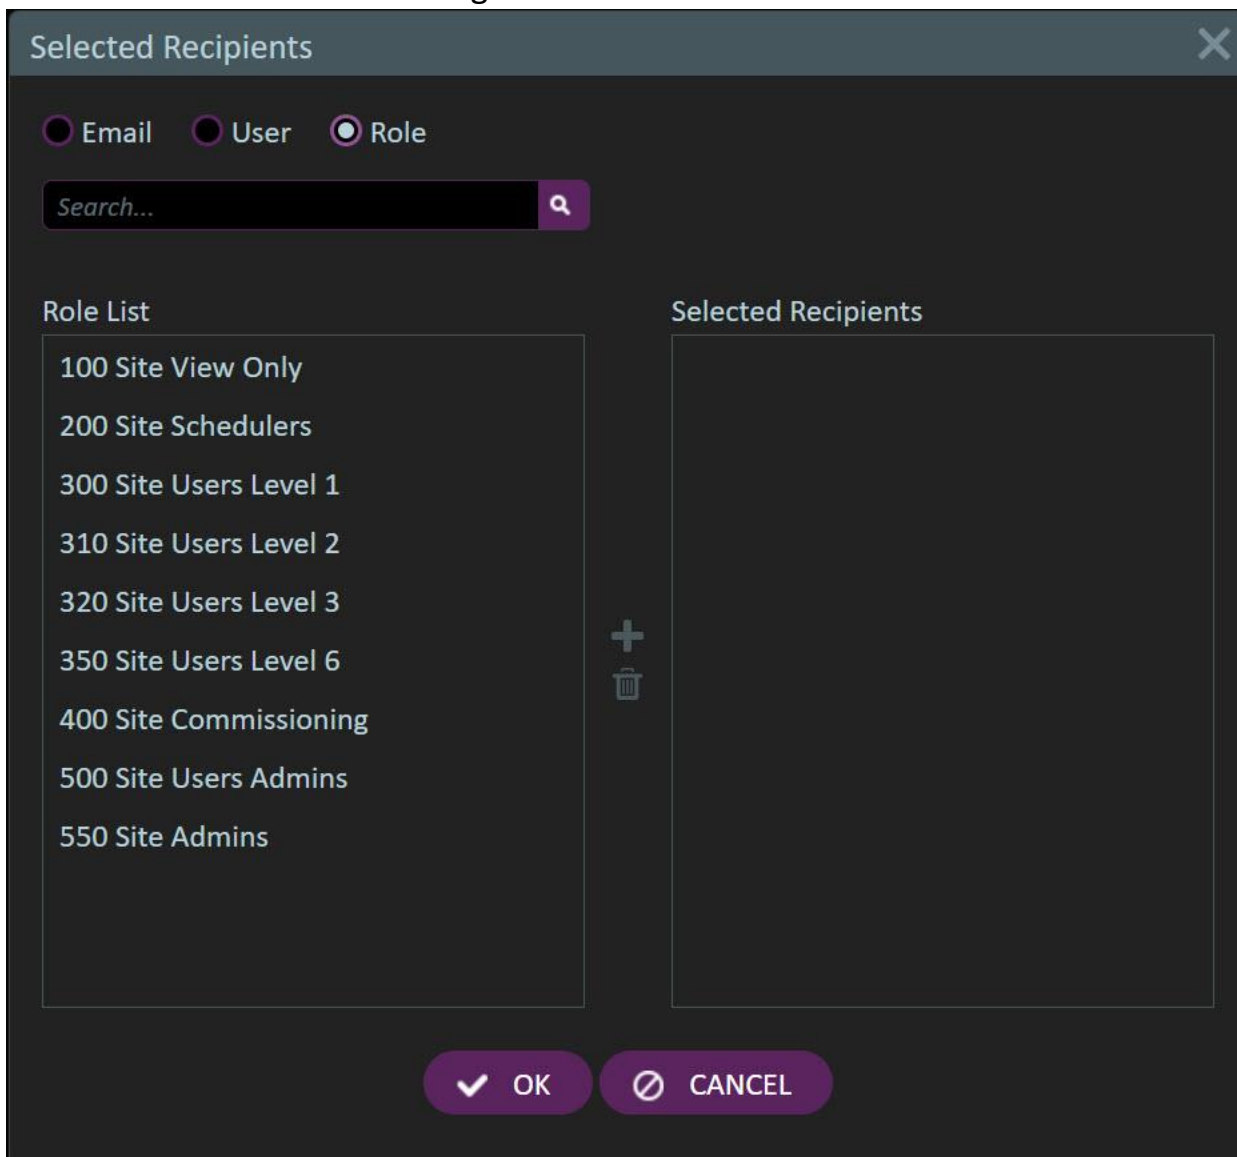 Selected Recipients
Email User Role
Search...
Role List
100 Site View Only
200 Site Schedulers
300 Site Users Level 1
310 Site Users Level 2
320 Site Users Level 3
350 Site Users Level 6
400 Site Commissioning
500 Site Users Admins
550 Site Admins
Selected Recipients
OK CANCEL